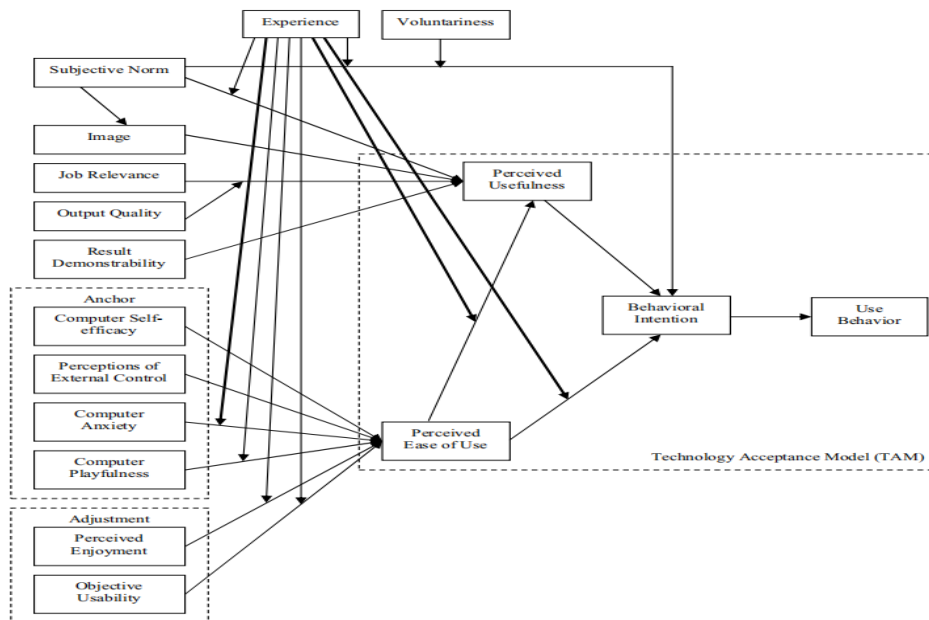 Experience
Voluntariness
Subjective Norm
Image
Job Relevance
Perceived
Usefulness
Output Quality
Result
Demonstrability
Anchor
Computer Self-
efficacy
Behavioral
Intention
Use
Behavior
Perceptions of
External Control
Computer
Anxiety
Perceived
Ease of Use
Computer
Playfulness
Technology Acceptance Model (TAM)
Adjustment
Perceived
Enjoyment
Objective
Usability